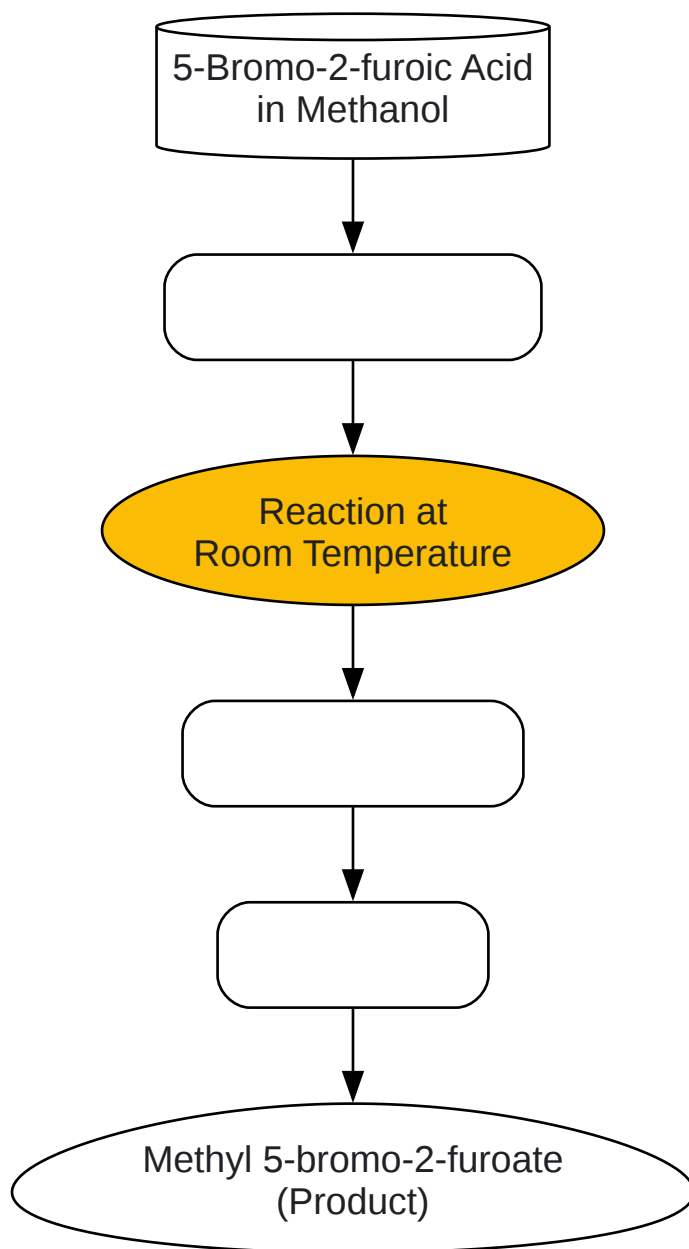 5-Bromo-2-furoic Acid
in Methanol
Reaction at
Room Temperature
Methyl 5-bromo-2-furoate
(Product)